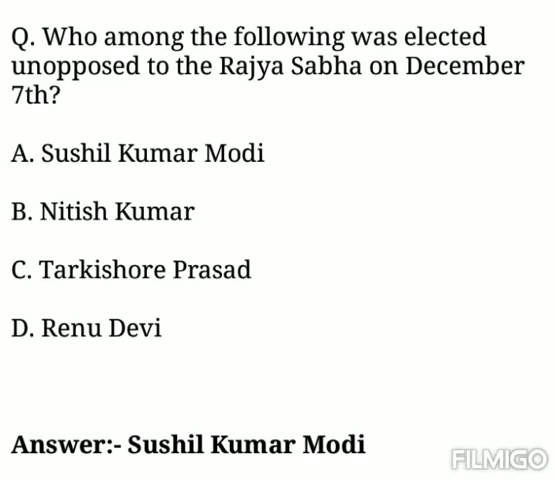 Q. Who among the following was elected
unopposed to the Rajya Sabha on December
7th?
A. Sushil Kumar Modi
B. Nitish Kumar
C. Tarkishore Prasad
D. Renu Devi
Answer:- Sushil Kumar Modi
FILMIGO